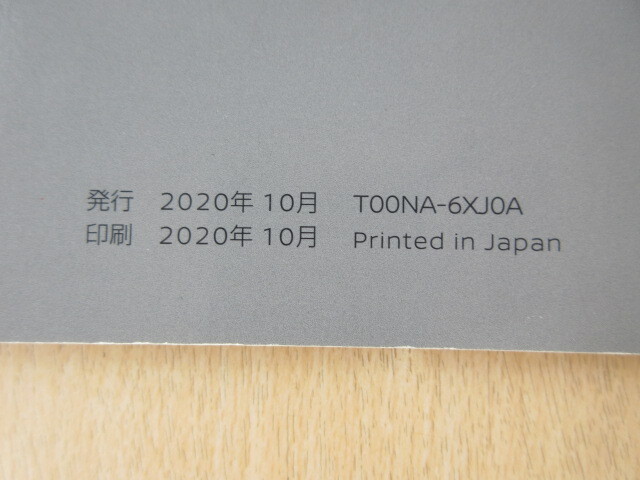 発行 2020年 10月 T00NA-6XJ0A
印刷 2020年 10月 Printed in Japan